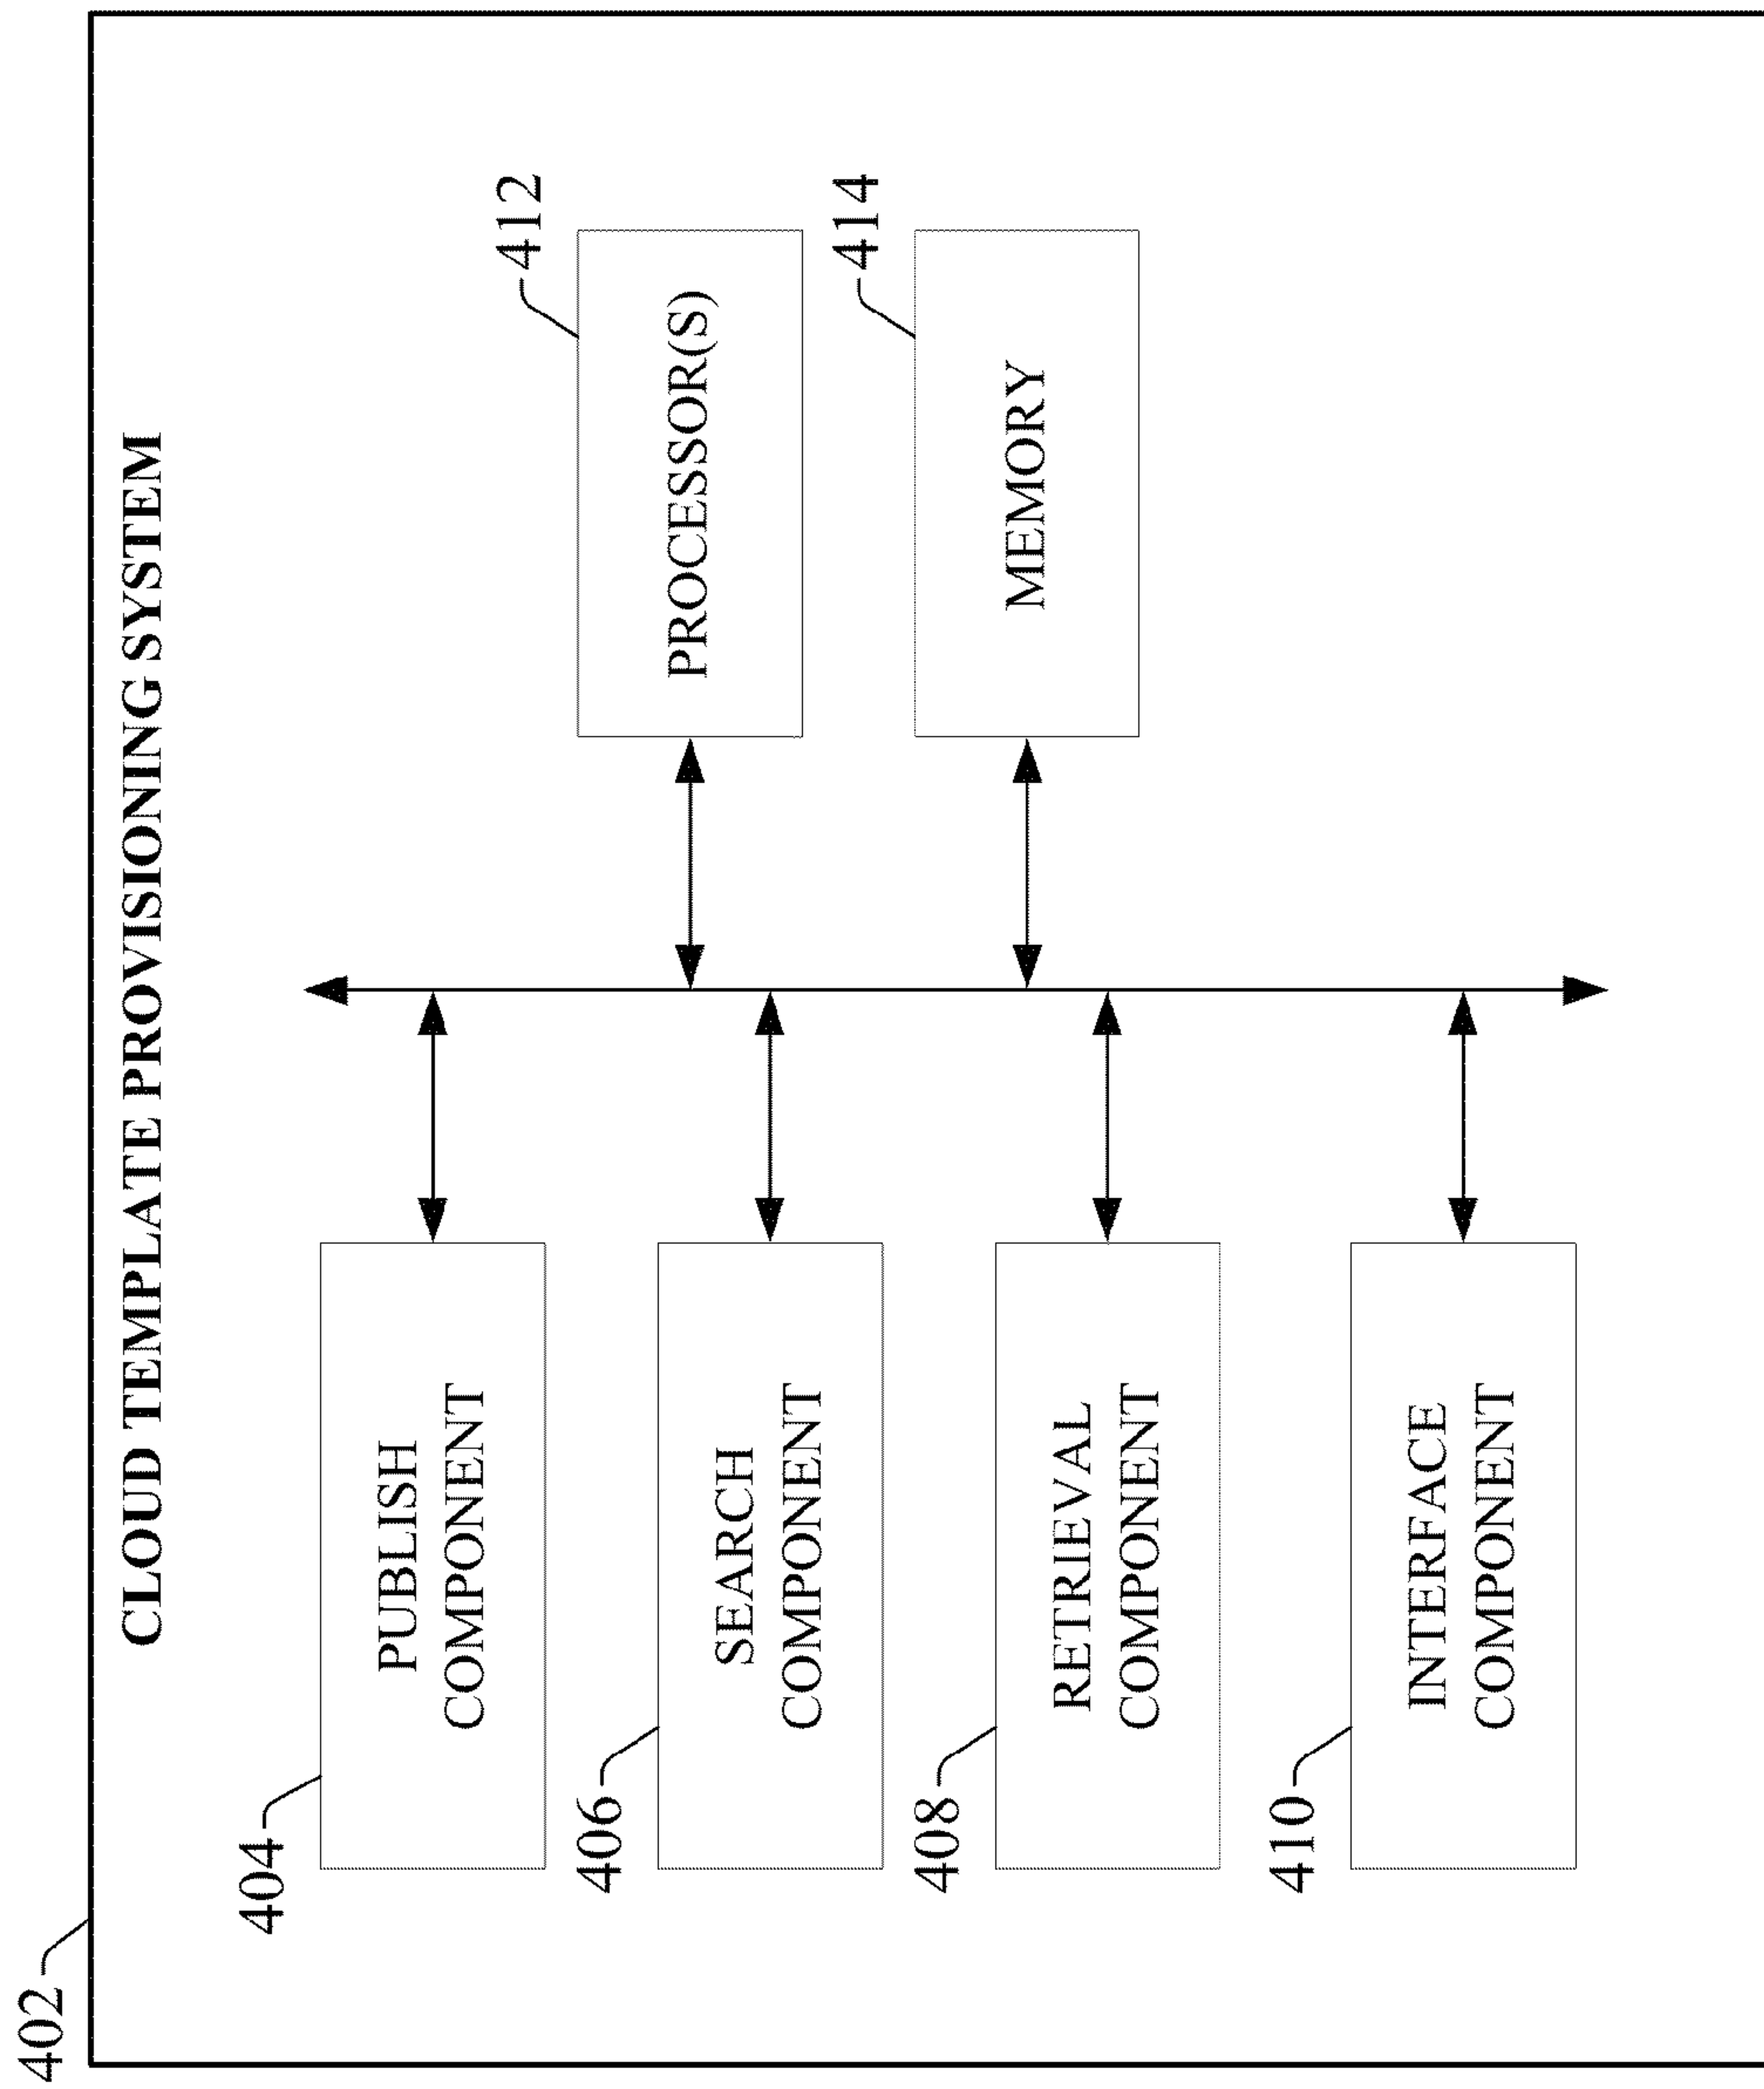 402
CLOUD TEMPLATE PROVISIONING SYSTEM
404
PUBLISH
COMPONENT
406
SEARCH
COMPONENT
408
RETRIEVAL
COMPONENT
410
INTERFACE
COMPONENT
412
PROCESSOR(S)
414
MEMORY